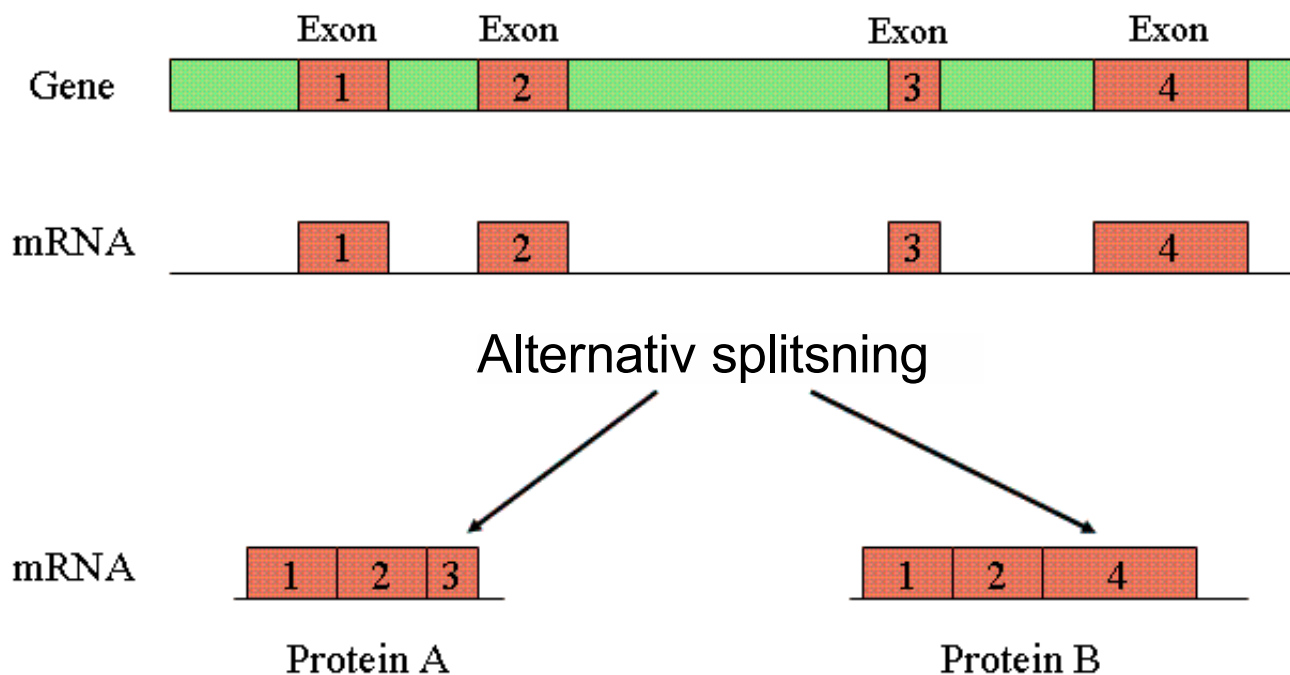 Exon Exon Exon Exon
Gene 1 2 3 4
mRNA 1 2 3 4
Alternativ splitsning
mRNA 1 2 3 1 2 4
Protein A Protein B